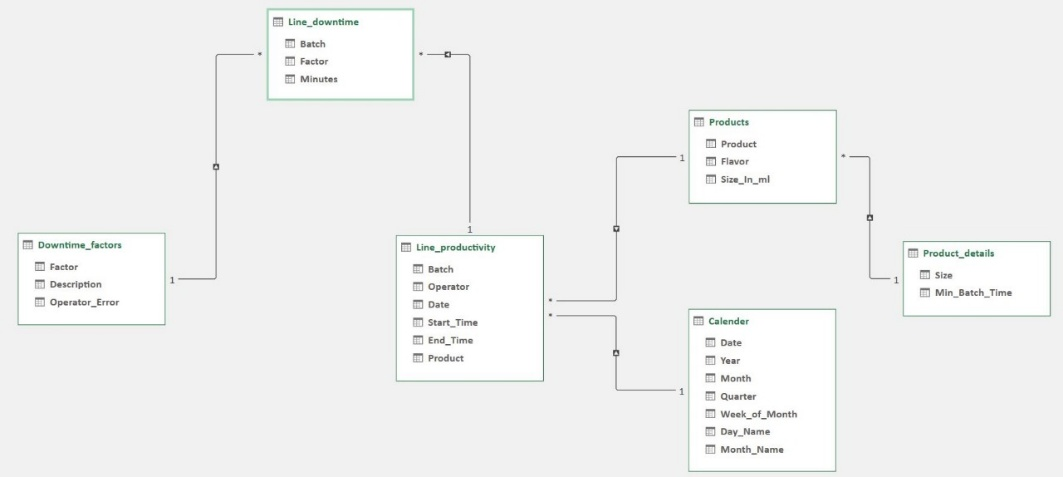 Line_downtime
Batch
Factor
Minutes
*
*
Products
Product
Flavor
Size_In_ml
1
*
Downtime_factors
Factor
Description
Operator_Error
1
1
Line_productivity
Batch
Operator
Date
Start_Time
End_Time
Product
*
*
Product_details
Size
Min_Batch_Time
1
Calender
Date
Year
Month
Quarter
Week_of_Month
Day_Name
Month_Name
1